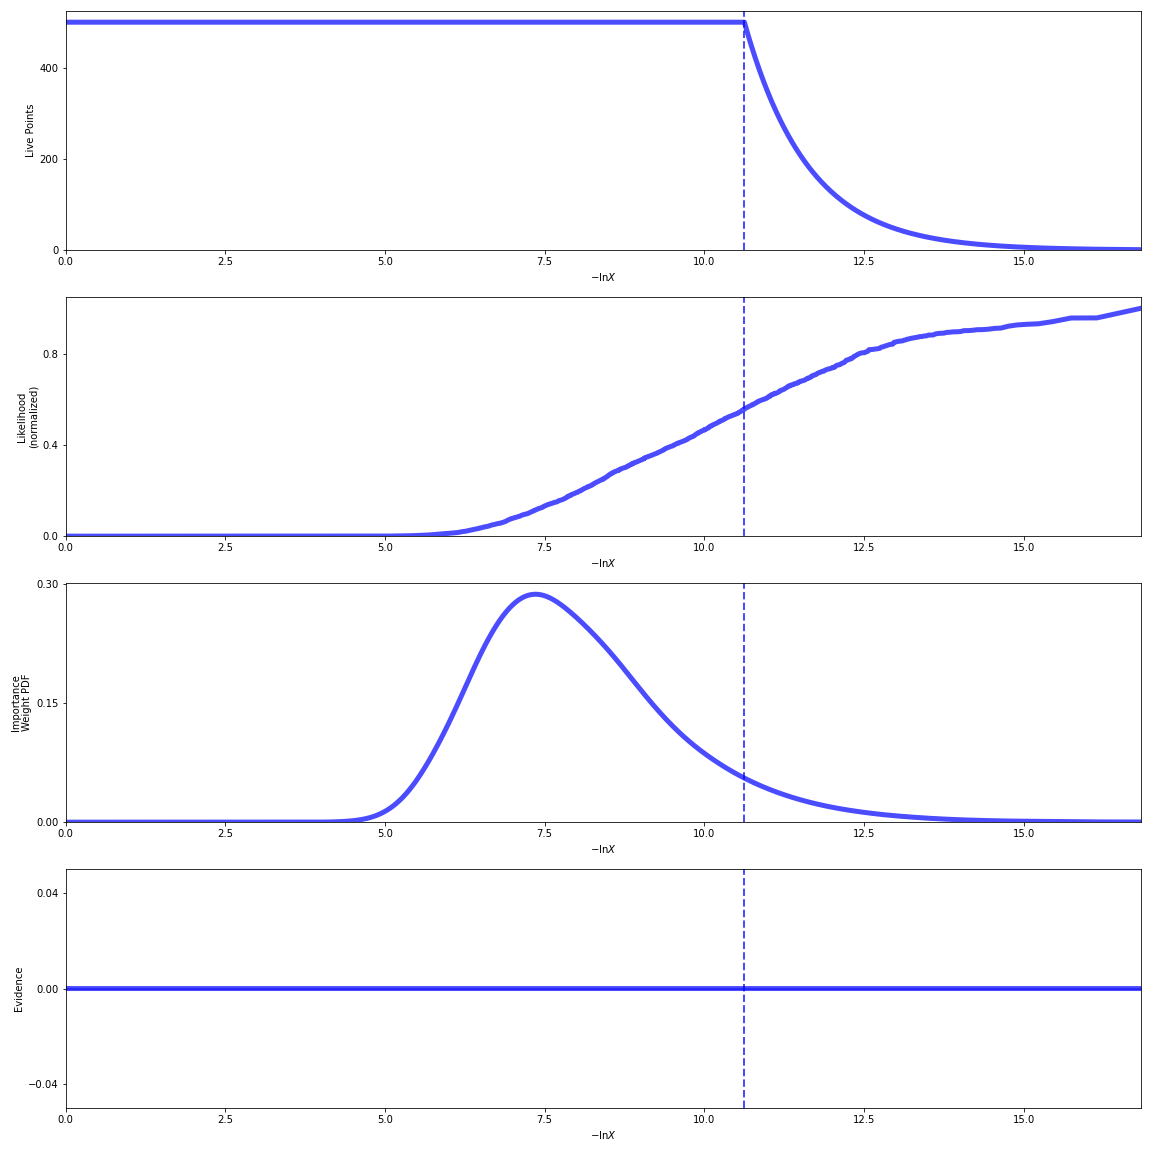 Live Points
400
200
0
0.0 2.5 5.0 7.5 10.0 12.5 15.0
−lnX
Likelihood
(normalized)
0.8
0.4
0.0
0.0 2.5 5.0 7.5 10.0 12.5 15.0
−lnX
Importance
Weight PDF
0.30
0.15
0.00
0.0 2.5 5.0 7.5 10.0 12.5 15.0
−lnX
Evidence
0.04
0.00
−0.04
0.0 2.5 5.0 7.5 10.0 12.5 15.0
−lnX